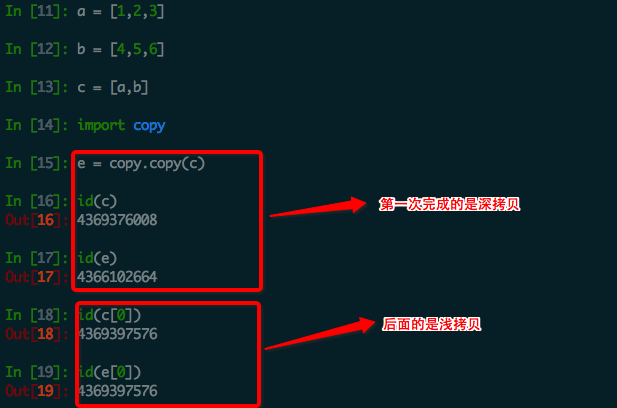 In [11]: a = [1,2,3]
In [12]: b = [4,5,6]
In [13]: c = [a,b]
In [14]: import copy
In [15]: e = copy.copy(c)
In [16]: id(c)
Out[16]: 4369376008
第一次完成的是深拷贝
In [17]: id(e)
Out[17]: 4366102664
In [18]: id(c[0])
Out[18]: 4369397576
后面的是浅拷贝
In [19]: id(e[0])
Out[19]: 4369397576